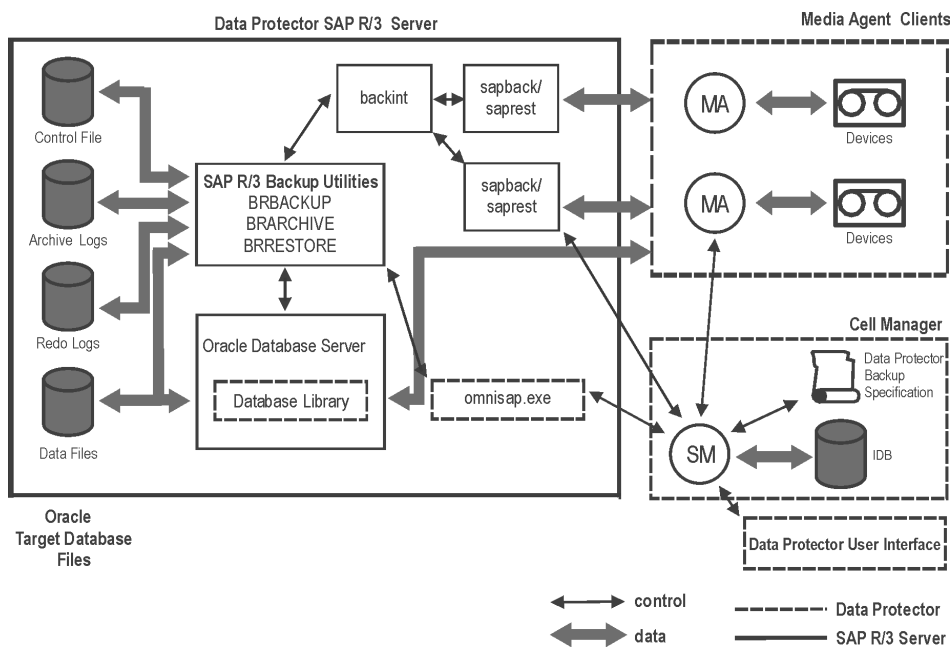 Data Protector SAP R/3 Server
Media Agent Clients
Control File
Archive Logs
Redo Logs
Data Files
backint
sapback/
saprest
sapback/
saprest
SAP R/3 Backup Utilities
BRBACKUP
BRARCHIVE
BRRESTORE
Oracle Database Server
Database Library
omnisap.exe
MA
Devices
MA
Devices
Cell Manager
Data Protector
Backup
Specification
SM
IDB
Data Protector User Interface
Oracle
Target Database
Files
control
data
Data Protector
SAP R/3 Server